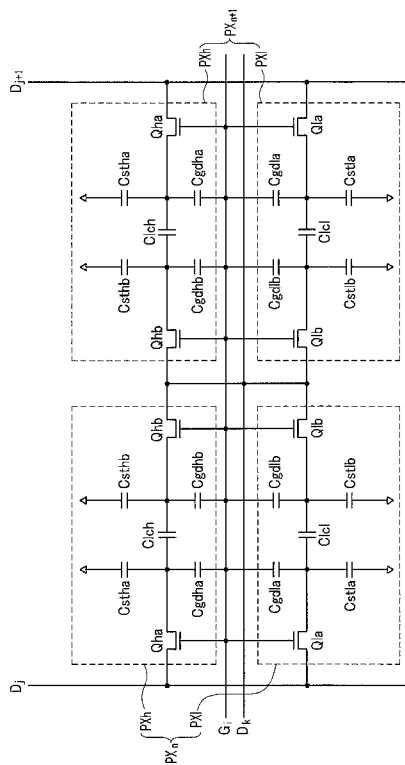 Dj
Dj+1
PXh
PXn
PXl
Gi
Dk
PXh
PXn+1
PXl
Qha
Cstha
Cgdha
Clch
Csthb
Cgdhb
Qhb
Qhb
Csthb
Cgdhb
Clch
Cstha
Cgdha
Qha
Qla
Cgdla
Cstla
Clcl
Cgdlb
Cstlb
Qlb
Qlb
Cgdlb
Cstlb
Clcl
Cgdla
Cstla
Qla